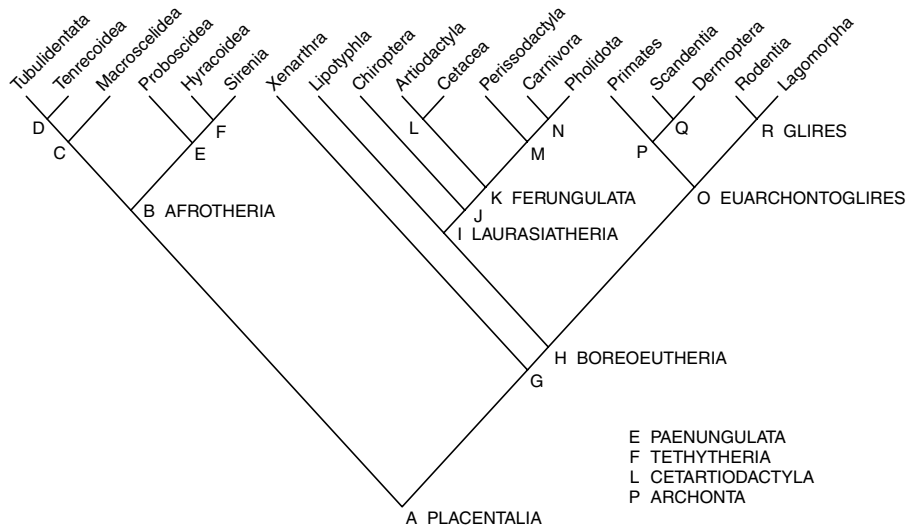 Tubulidentata
Tenrecoidea
Macroscelidea
Proboscidea
Hyracoidea
Sirenia
Xenarthra
Lipotyphla
Chiroptera
Artiodactyla
Cetacea
Perissodactyla
Carnivora
Pholidota
Primates
Scandentia
Dermoptera
Rodentia
Lagomorpha
D
F
L
N
Q
R GLIRES
C
E
M
P
K FERUNGULATA
O EUARCHONTOGLIRES
B AFROTHERIA
J
I LAURASIATHERIA
H BOREOEUTHERIA
G
E PAENUNGULATA
F TETHYTHERIA
L CETARTIODACTYLA
P ARCHONTA
A PLACENTALIA